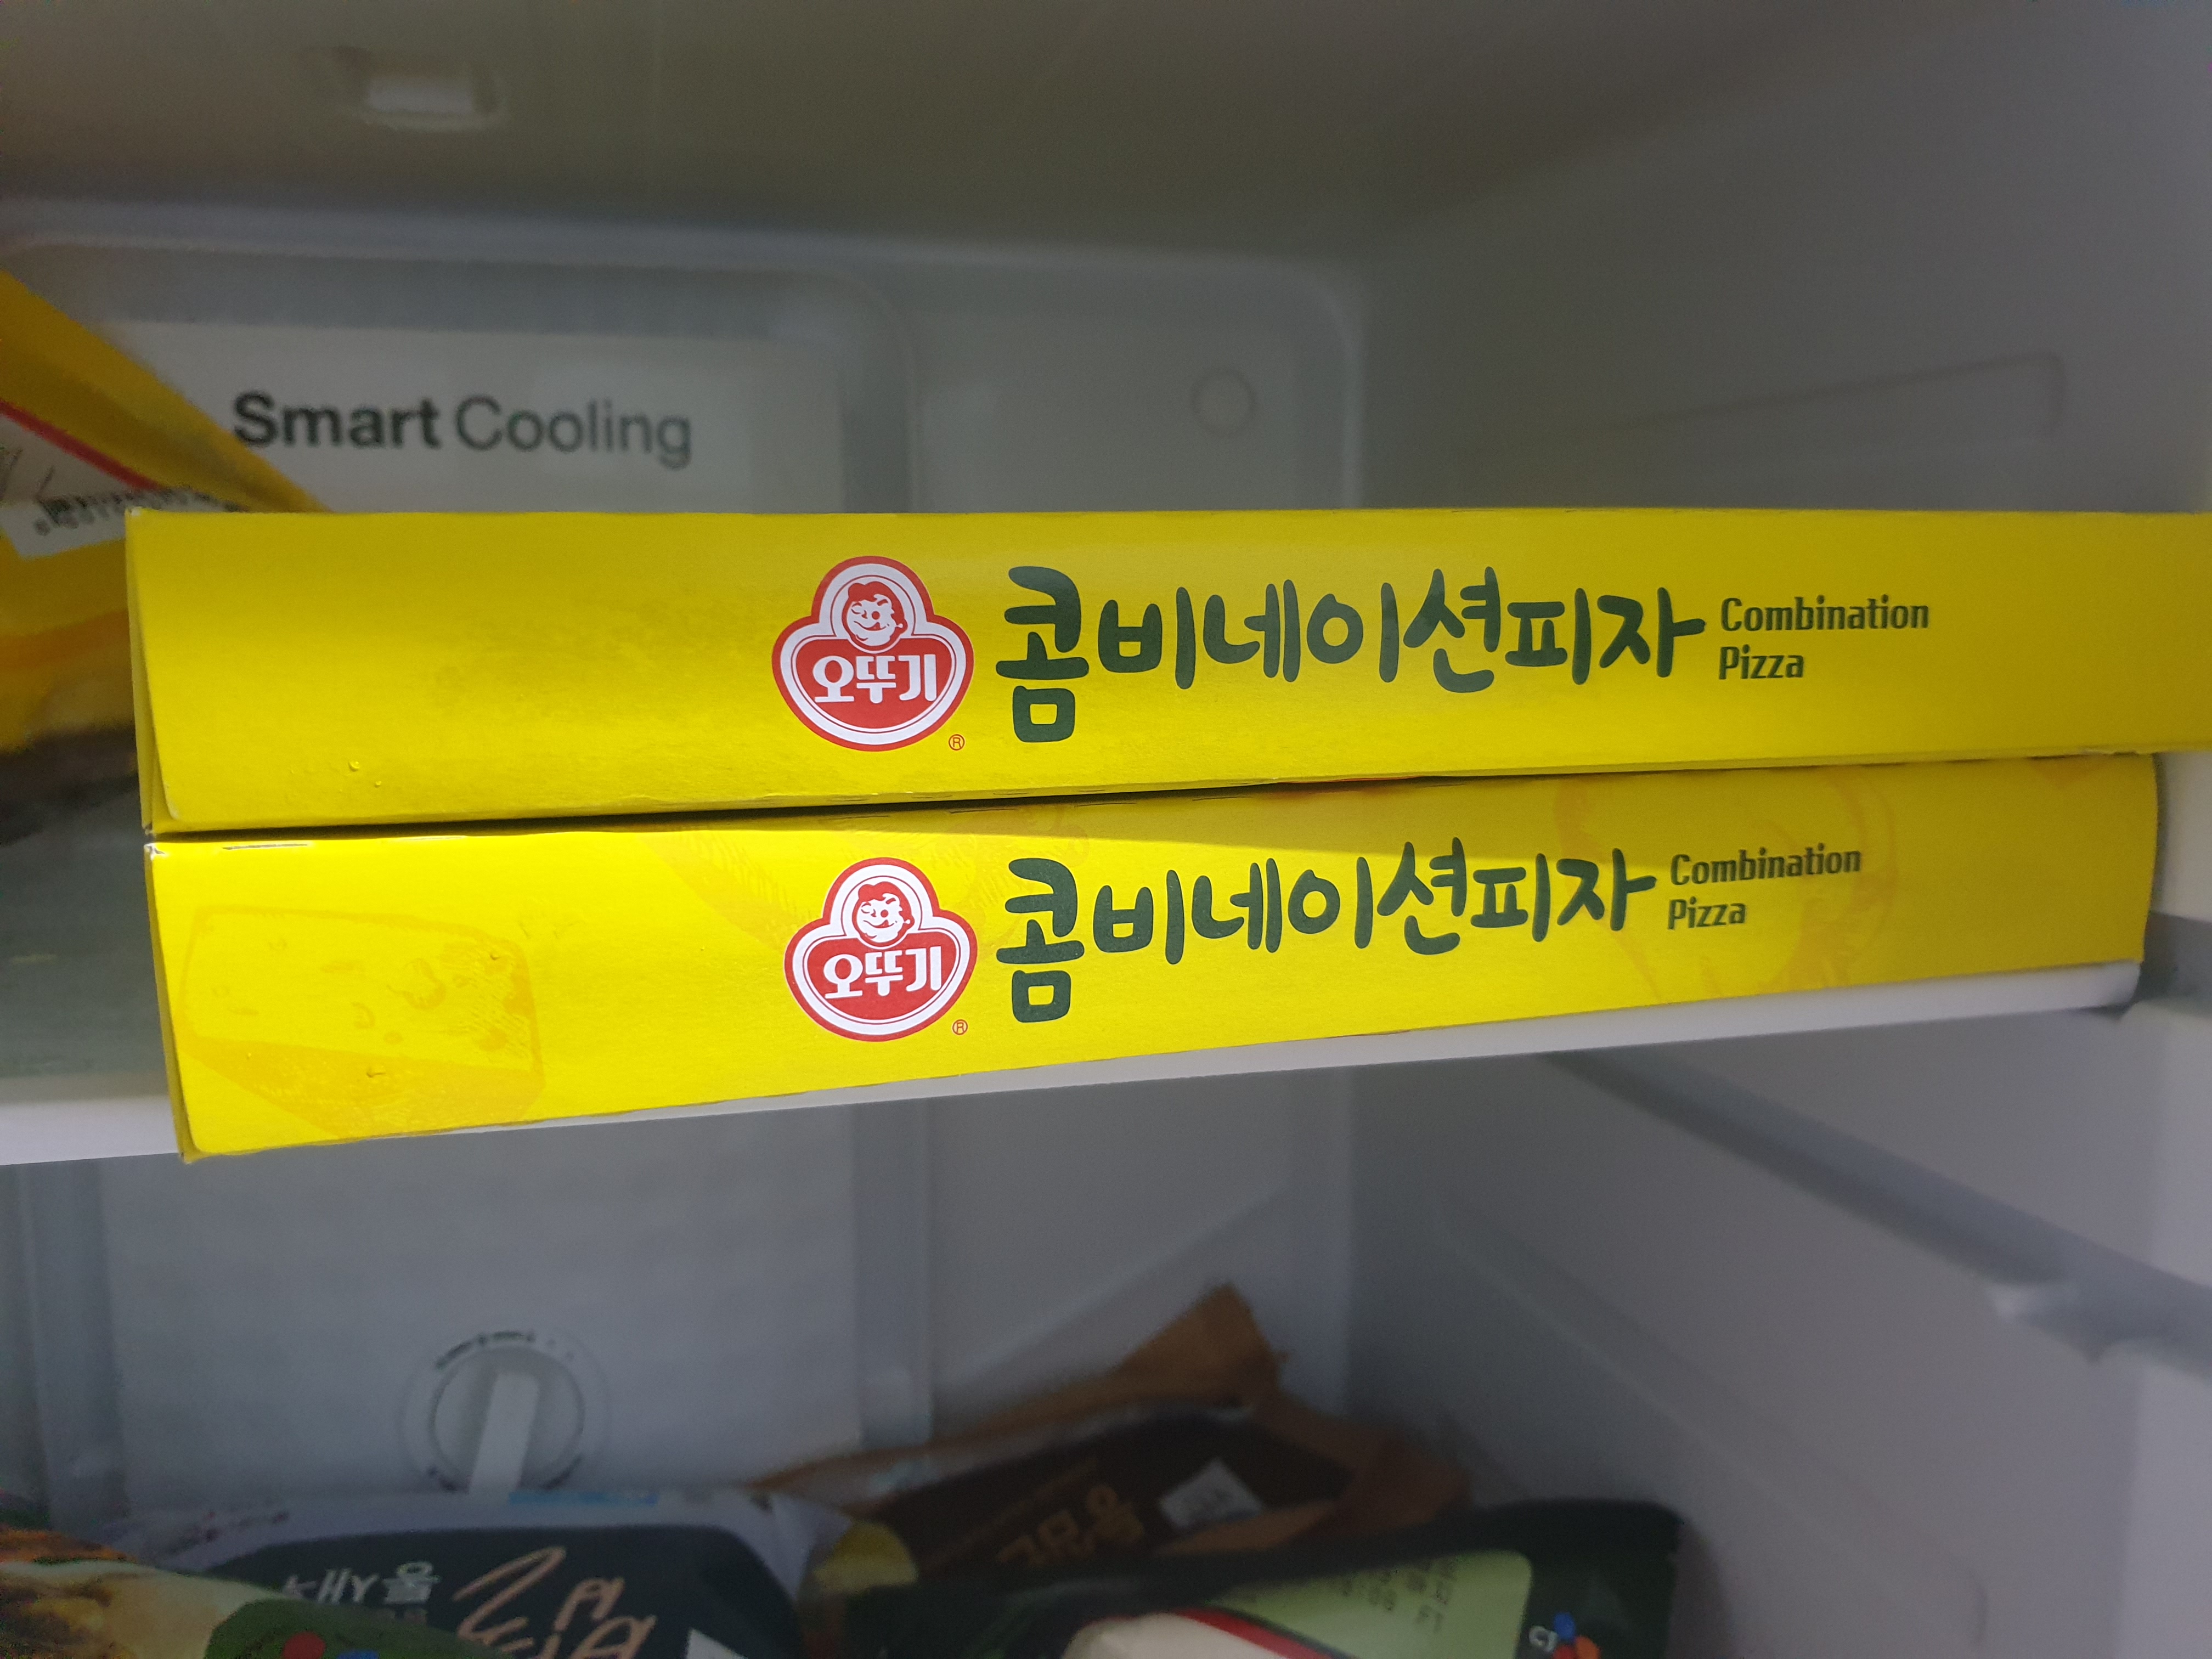 Smart Cooling
오뚜기
®
콤비네이션피자
Combination
Pizza
오뚜기
®
콤비네이션피자
Combination
Pizza
CJ